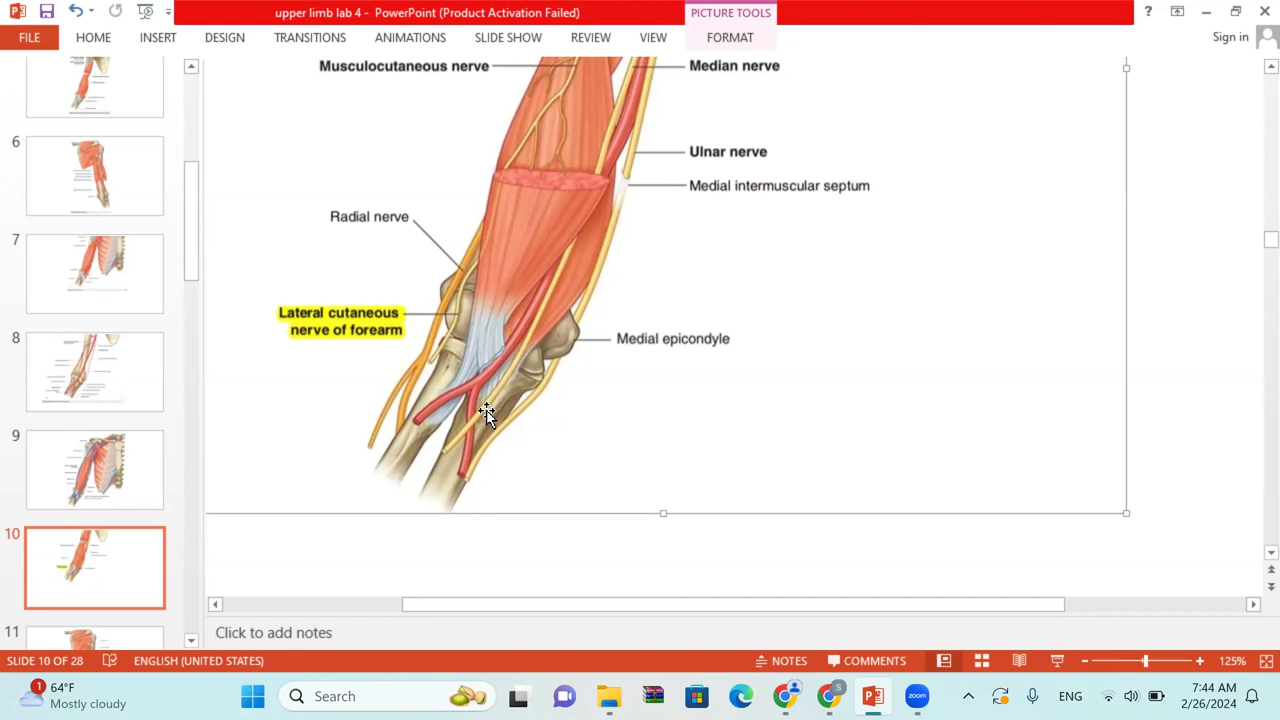 upper limb lab 4 - PowerPoint (Product Activation Failed)
PICTURE TOOLS
?
FILE
HOME
INSERT
DESIGN
TRANSITIONS
ANIMATIONS
SLIDE SHOW
REVIEW
VIEW
FORMAT
Sign in
Musculocutaneous nerve
Median nerve
Ulnar nerve
Medial intermuscular septum
Radial nerve
Lateral cutaneous
nerve of forearm
Medial epicondyle
6
7
8
9
10
11
Click to add notes
SLIDE 10 OF 28
ENGLISH (UNITED STATES)
NOTES
COMMENTS
125%
1
64°F
Mostly cloudy
Search
S
zoom
ENG
7:44 AM
2/26/2024